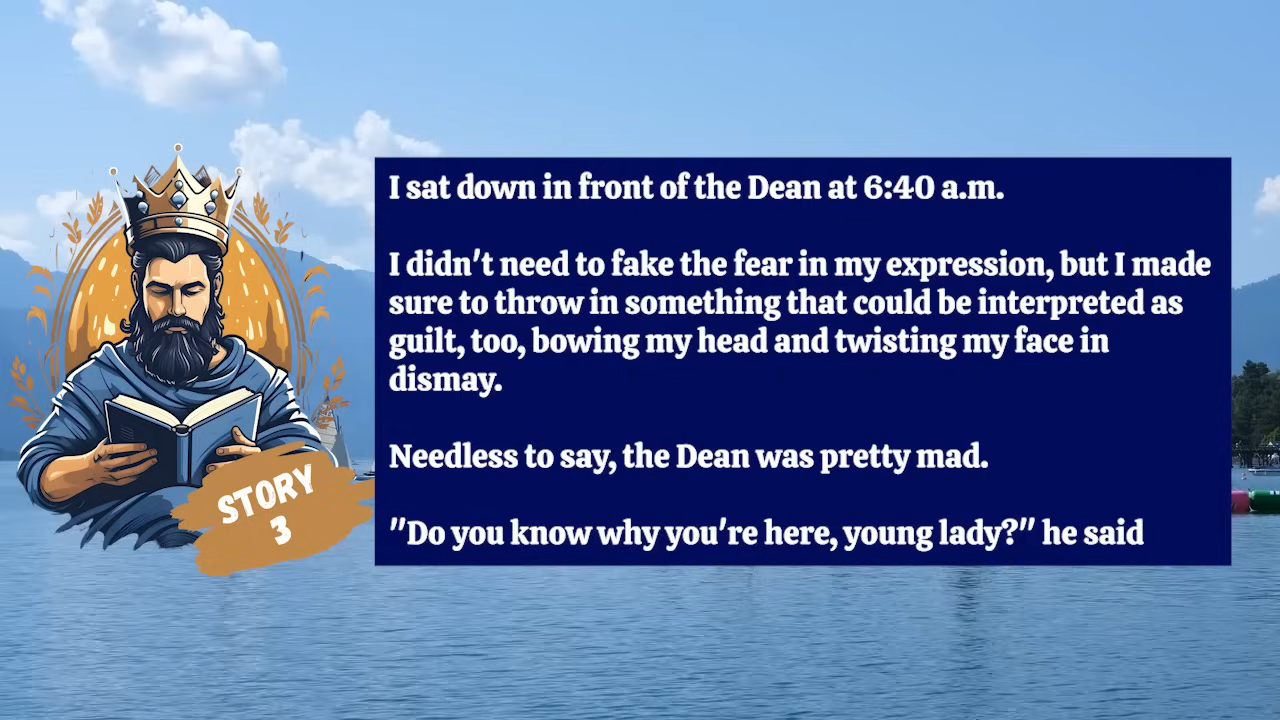 I sat down in front of the Dean at 6:40 a.m.
I didn't need to fake the fear in my expression, but I made
sure to throw in something that could be interpreted as
guilt, too, bowing my head and twisting my face in
dismay.
Needless to say, the Dean was pretty mad.
"Do you know why you're here, young lady?" he said
STORY
3